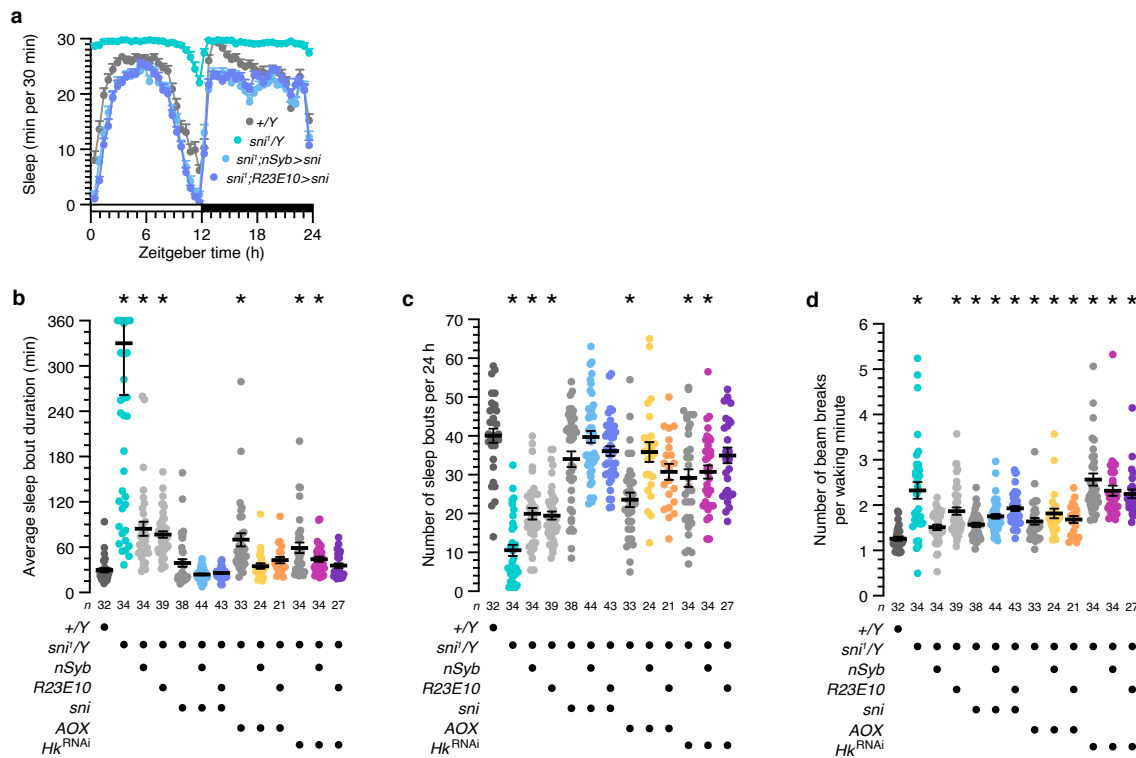 a
Sleep (min per 30 min)
30
20
10
0
0 6 12 18 24
Zeitgeber time (h)
+/Y
sni¹/Y
sni¹;nSyb>sni
sni¹;R23E10>sni
b
Average sleep bout duration (min)
360
300
240
180
120
60
0
* * * * * *
n 32 34 34 39 38 44 43 33 24 21 34 34 27
+/Y
sni¹/Y
nSyb
R23E10
sni
AOX
Hk^RNAi
c
Number of sleep bouts per 24 h
70
60
50
40
30
20
10
0
* * * * * *
n 32 34 34 39 38 44 43 33 24 21 34 34 27
+/Y
sni¹/Y
nSyb
R23E10
sni
AOX
Hk^RNAi
d
Number of beam breaks
per waking minute
6
5
4
3
2
1
0
* * * * * * * * * * *
n 32 34 34 39 38 44 43 33 24 21 34 34 27
+/Y
sni¹/Y
nSyb
R23E10
sni
AOX
Hk^RNAi